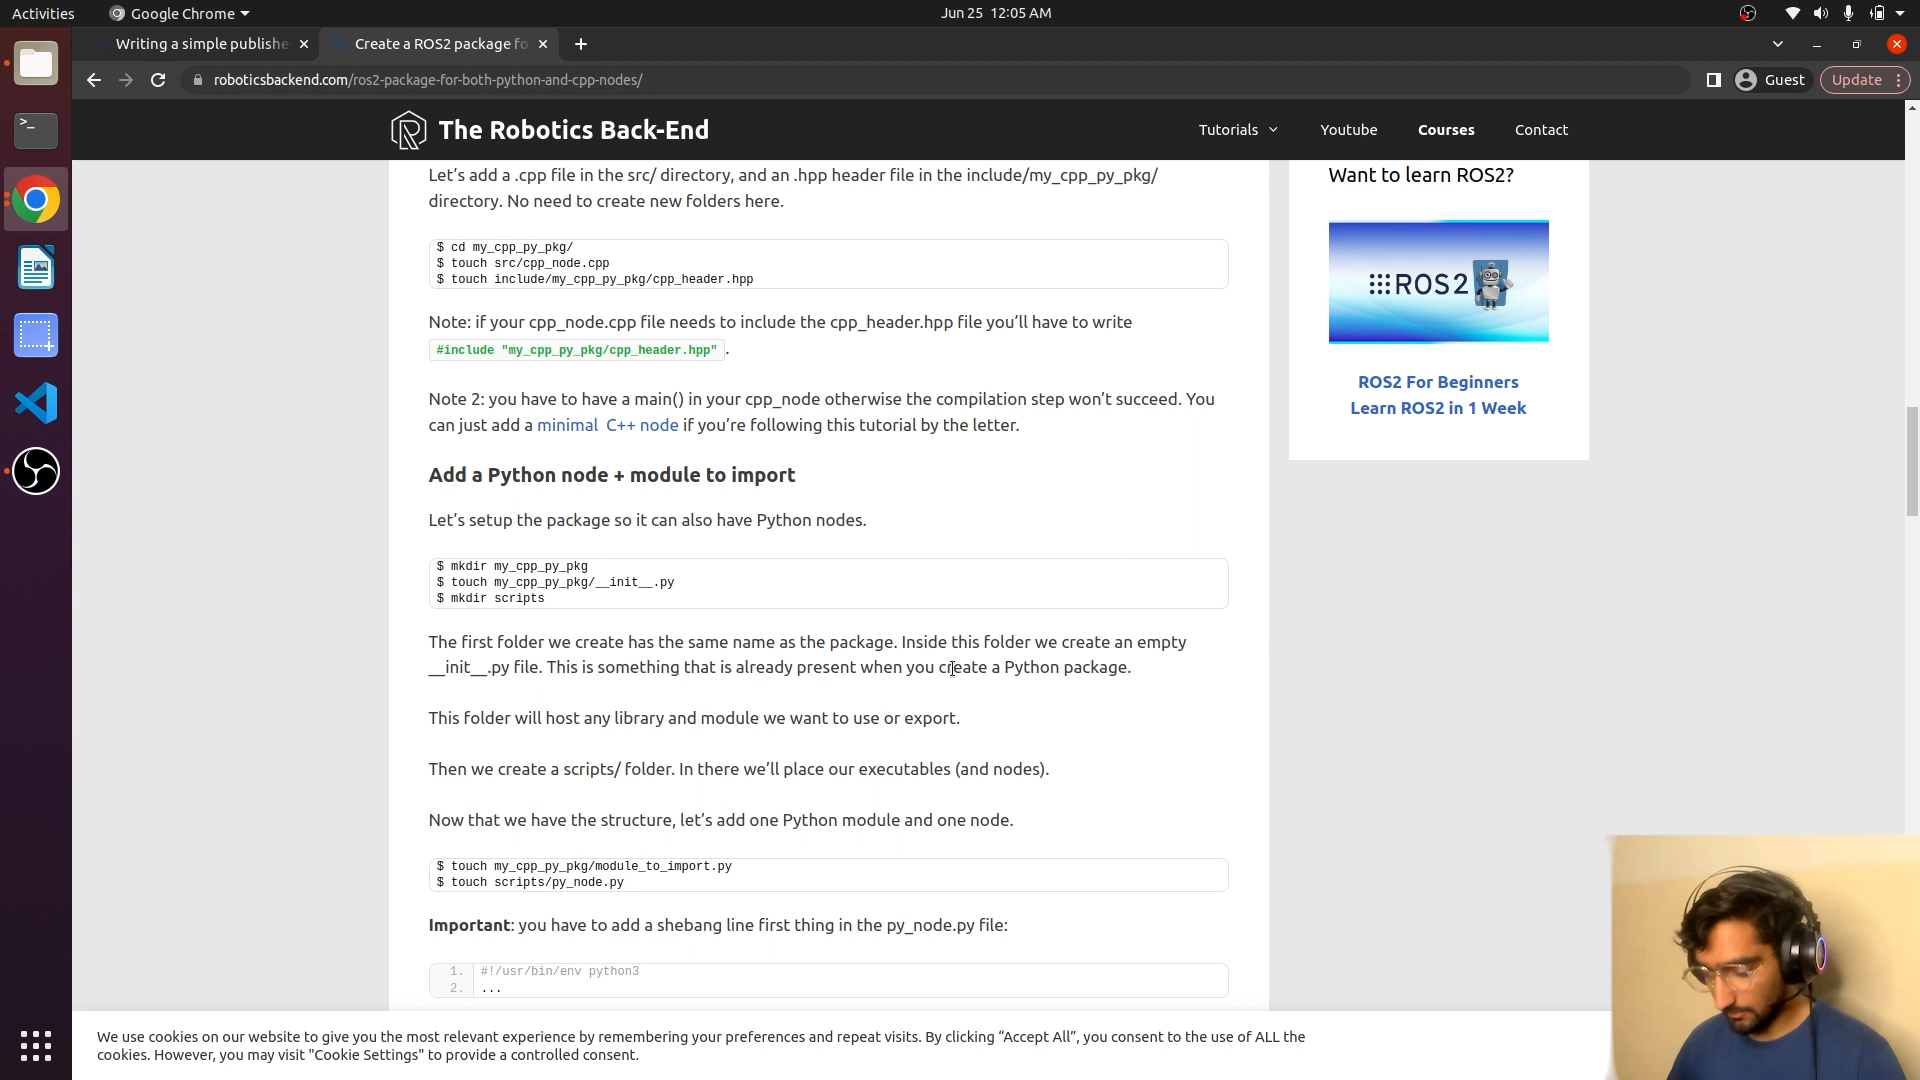 Activities
Google Chrome
Jun 25 12:05 AM
Writing a simple publishe
Create a ROS2 package fo
roboticsbackend.com/ros2-package-for-both-python-and-cpp-nodes/
Guest
Update
The Robotics Back-End
Tutorials
Youtube
Courses
Contact
Let’s add a .cpp file in the src/ directory, and an .hpp header file in the include/my_cpp_py_pkg/
directory. No need to create new folders here.
$ cd my_cpp_py_pkg/
$ touch src/cpp_node.cpp
$ touch include/my_cpp_py_pkg/cpp_header.hpp
Note: if your cpp_node.cpp file needs to include the cpp_header.hpp file you’ll have to write
#include "my_cpp_py_pkg/cpp_header.hpp" .
Note 2: you have to have a main() in your cpp_node otherwise the compilation step won’t succeed. You
can just add a minimal C++ node if you’re following this tutorial by the letter.
Add a Python node + module to import
Let’s setup the package so it can also have Python nodes.
$ mkdir my_cpp_py_pkg
$ touch my_cpp_py_pkg/__init__.py
$ mkdir scripts
The first folder we create has the same name as the package. Inside this folder we create an empty
__init__.py file. This is something that is already present when you create a Python package.
This folder will host any library and module we want to use or export.
Then we create a scripts/ folder. In there we’ll place our executables (and nodes).
Now that we have the structure, let’s add one Python module and one node.
$ touch my_cpp_py_pkg/module_to_import.py
$ touch scripts/py_node.py
Important: you have to add a shebang line first thing in the py_node.py file:
1. #!/usr/bin/env python3
2. ...
Want to learn ROS2?
ROS2
ROS2 For Beginners
Learn ROS2 in 1 Week
We use cookies on our website to give you the most relevant experience by remembering your preferences and repeat visits. By clicking “Accept All”, you consent to the use of ALL the
cookies. However, you may visit "Cookie Settings" to provide a controlled consent.